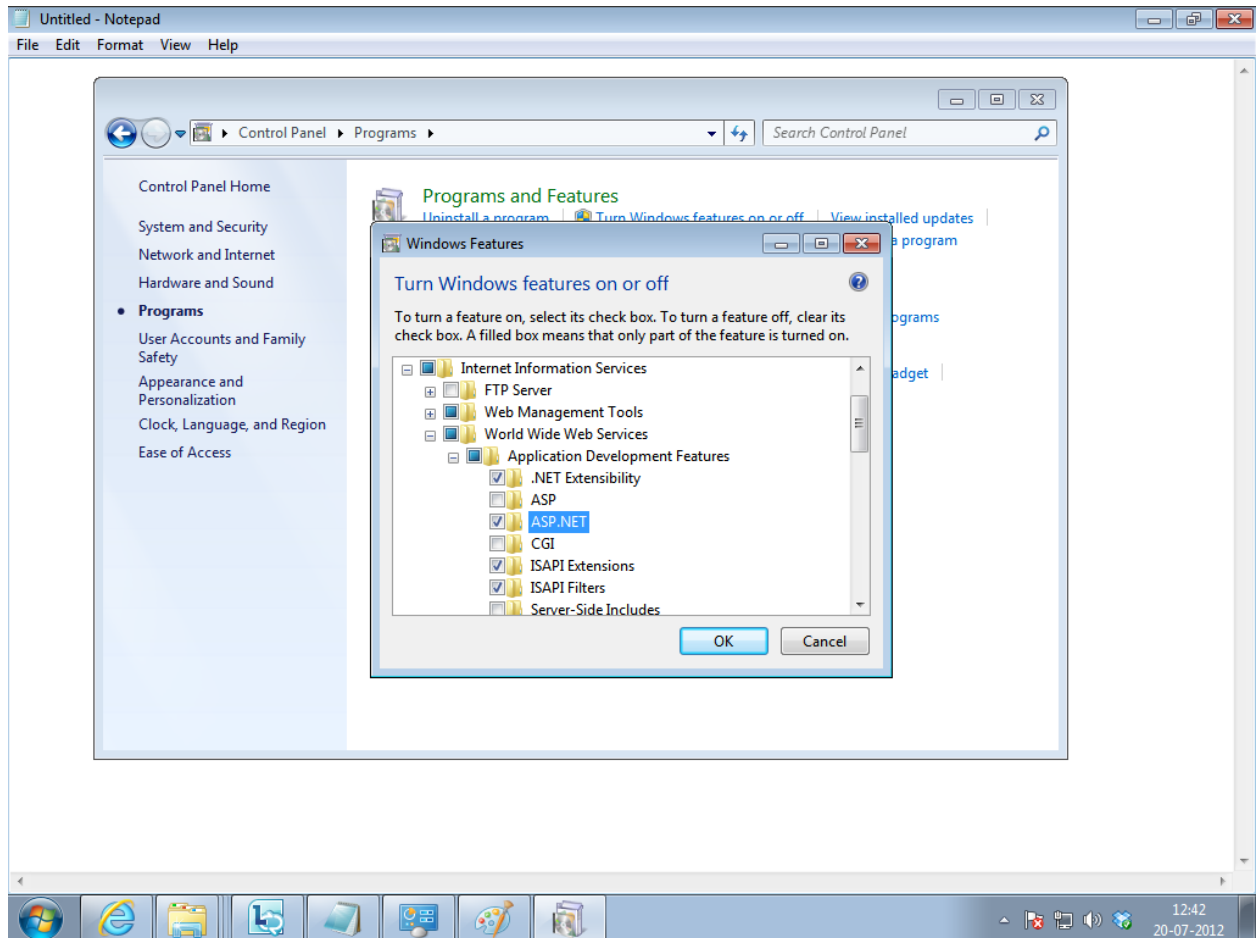 Untitled - Notepad
File Edit Format View Help
Control Panel Programs
Search Control Panel
Control Panel Home
System and Security
Network and Internet
Hardware and Sound
Programs
User Accounts and Family
Safety
Appearance and
Personalization
Clock, Language, and Region
Ease of Access
Programs and Features
Uninstall a program Turn Windows features on or off View installed updates
a program
adget
Windows Features
Turn Windows features on or off
To turn a feature on, select its check box. To turn a feature off, clear its
check box. A filled box means that only part of the feature is turned on.
Internet Information Services
FTP Server
Web Management Tools
World Wide Web Services
Application Development Features
.NET Extensibility
ASP
ASP.NET
CGI
ISAPI Extensions
ISAPI Filters
Server-Side Includes
OK Cancel
12:42
20-07-2012